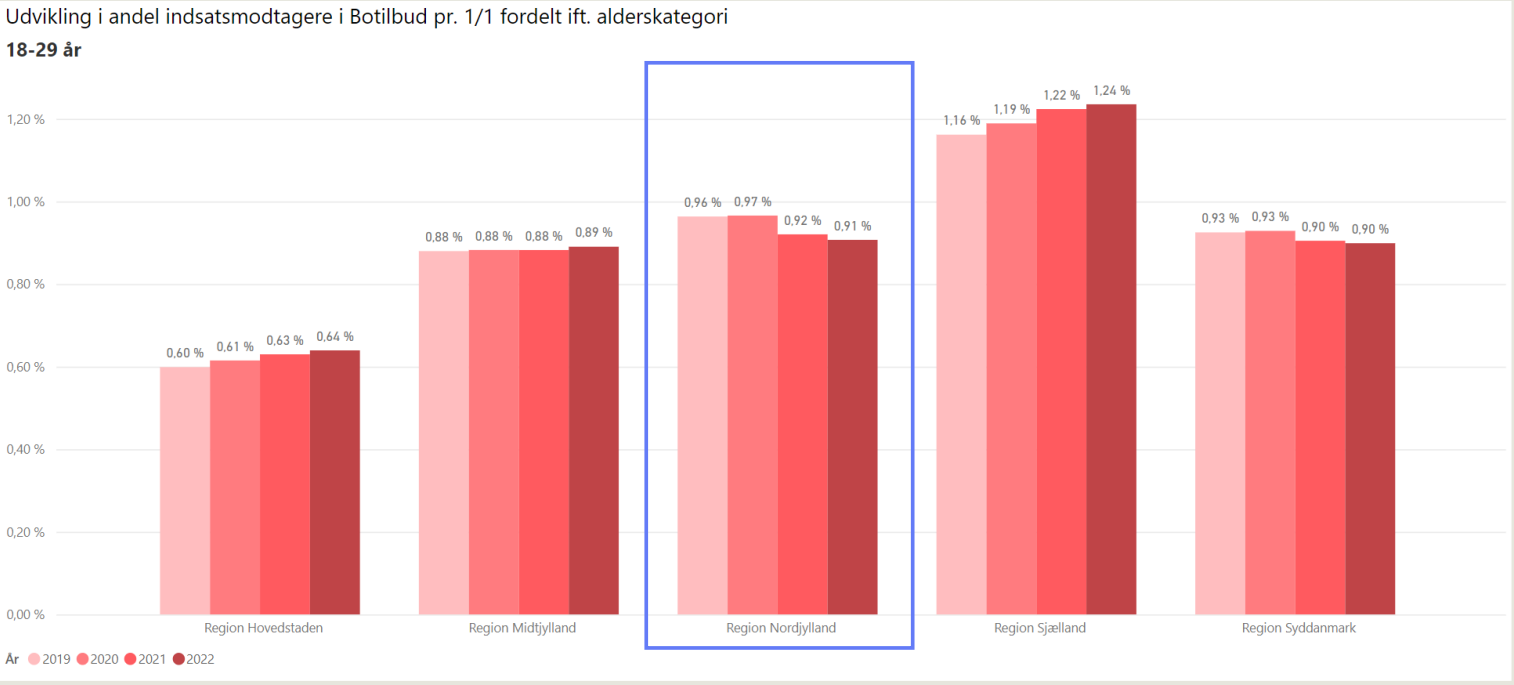 Udvikling i andel indsatsmodtagere i Botilbud pr. 1/1 fordelt ift. alderskategori
18-29 år
1,20 %
1,00 %
0,80 %
0,60 %
0,40 %
0,20 %
0,00 %
0,60 % 0,61 % 0,63 % 0,64 %
0,88 % 0,88 % 0,88 % 0,89 %
0,96 % 0,97 % 0,92 % 0,91 %
1,16 % 1,19 % 1,22 % 1,24 %
0,93 % 0,93 % 0,90 % 0,90 %
Region Hovedstaden Region Midtjylland Region Nordjylland Region Sjælland Region Syddanmark
År 2019 2020 2021 2022